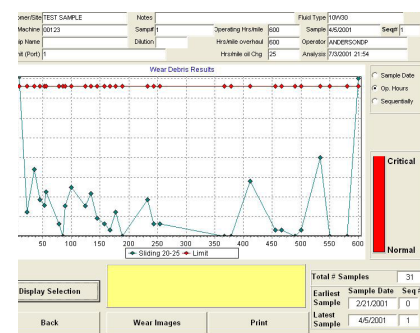 omer/Site TEST SAMPLE Notes Fluid Type 10W30
Machine 00123 Samp# 1 Operating Hrs/mile 600 Sample 4/5/2001 Seq# 1
ip Name Dilution Hrs/mile overhaul 600 Operator ANDERSONDP
nit (Port) 1 Hrs/mile oil Chg 25 Analysis 7/3/2001 21:54
Wear Debris Results
Sample Date
Op. Hours
Sequentially
Critical
Normal
50 100 150 200 250 300 350 400 450 500 550 600
Sliding 20-25 Limit
Total # Samples 31
Display Selection
Sample Date Seq #
Earliest Sample 2/21/2001 0
Latest Sample 4/5/2001 1
Back Wear Images Print